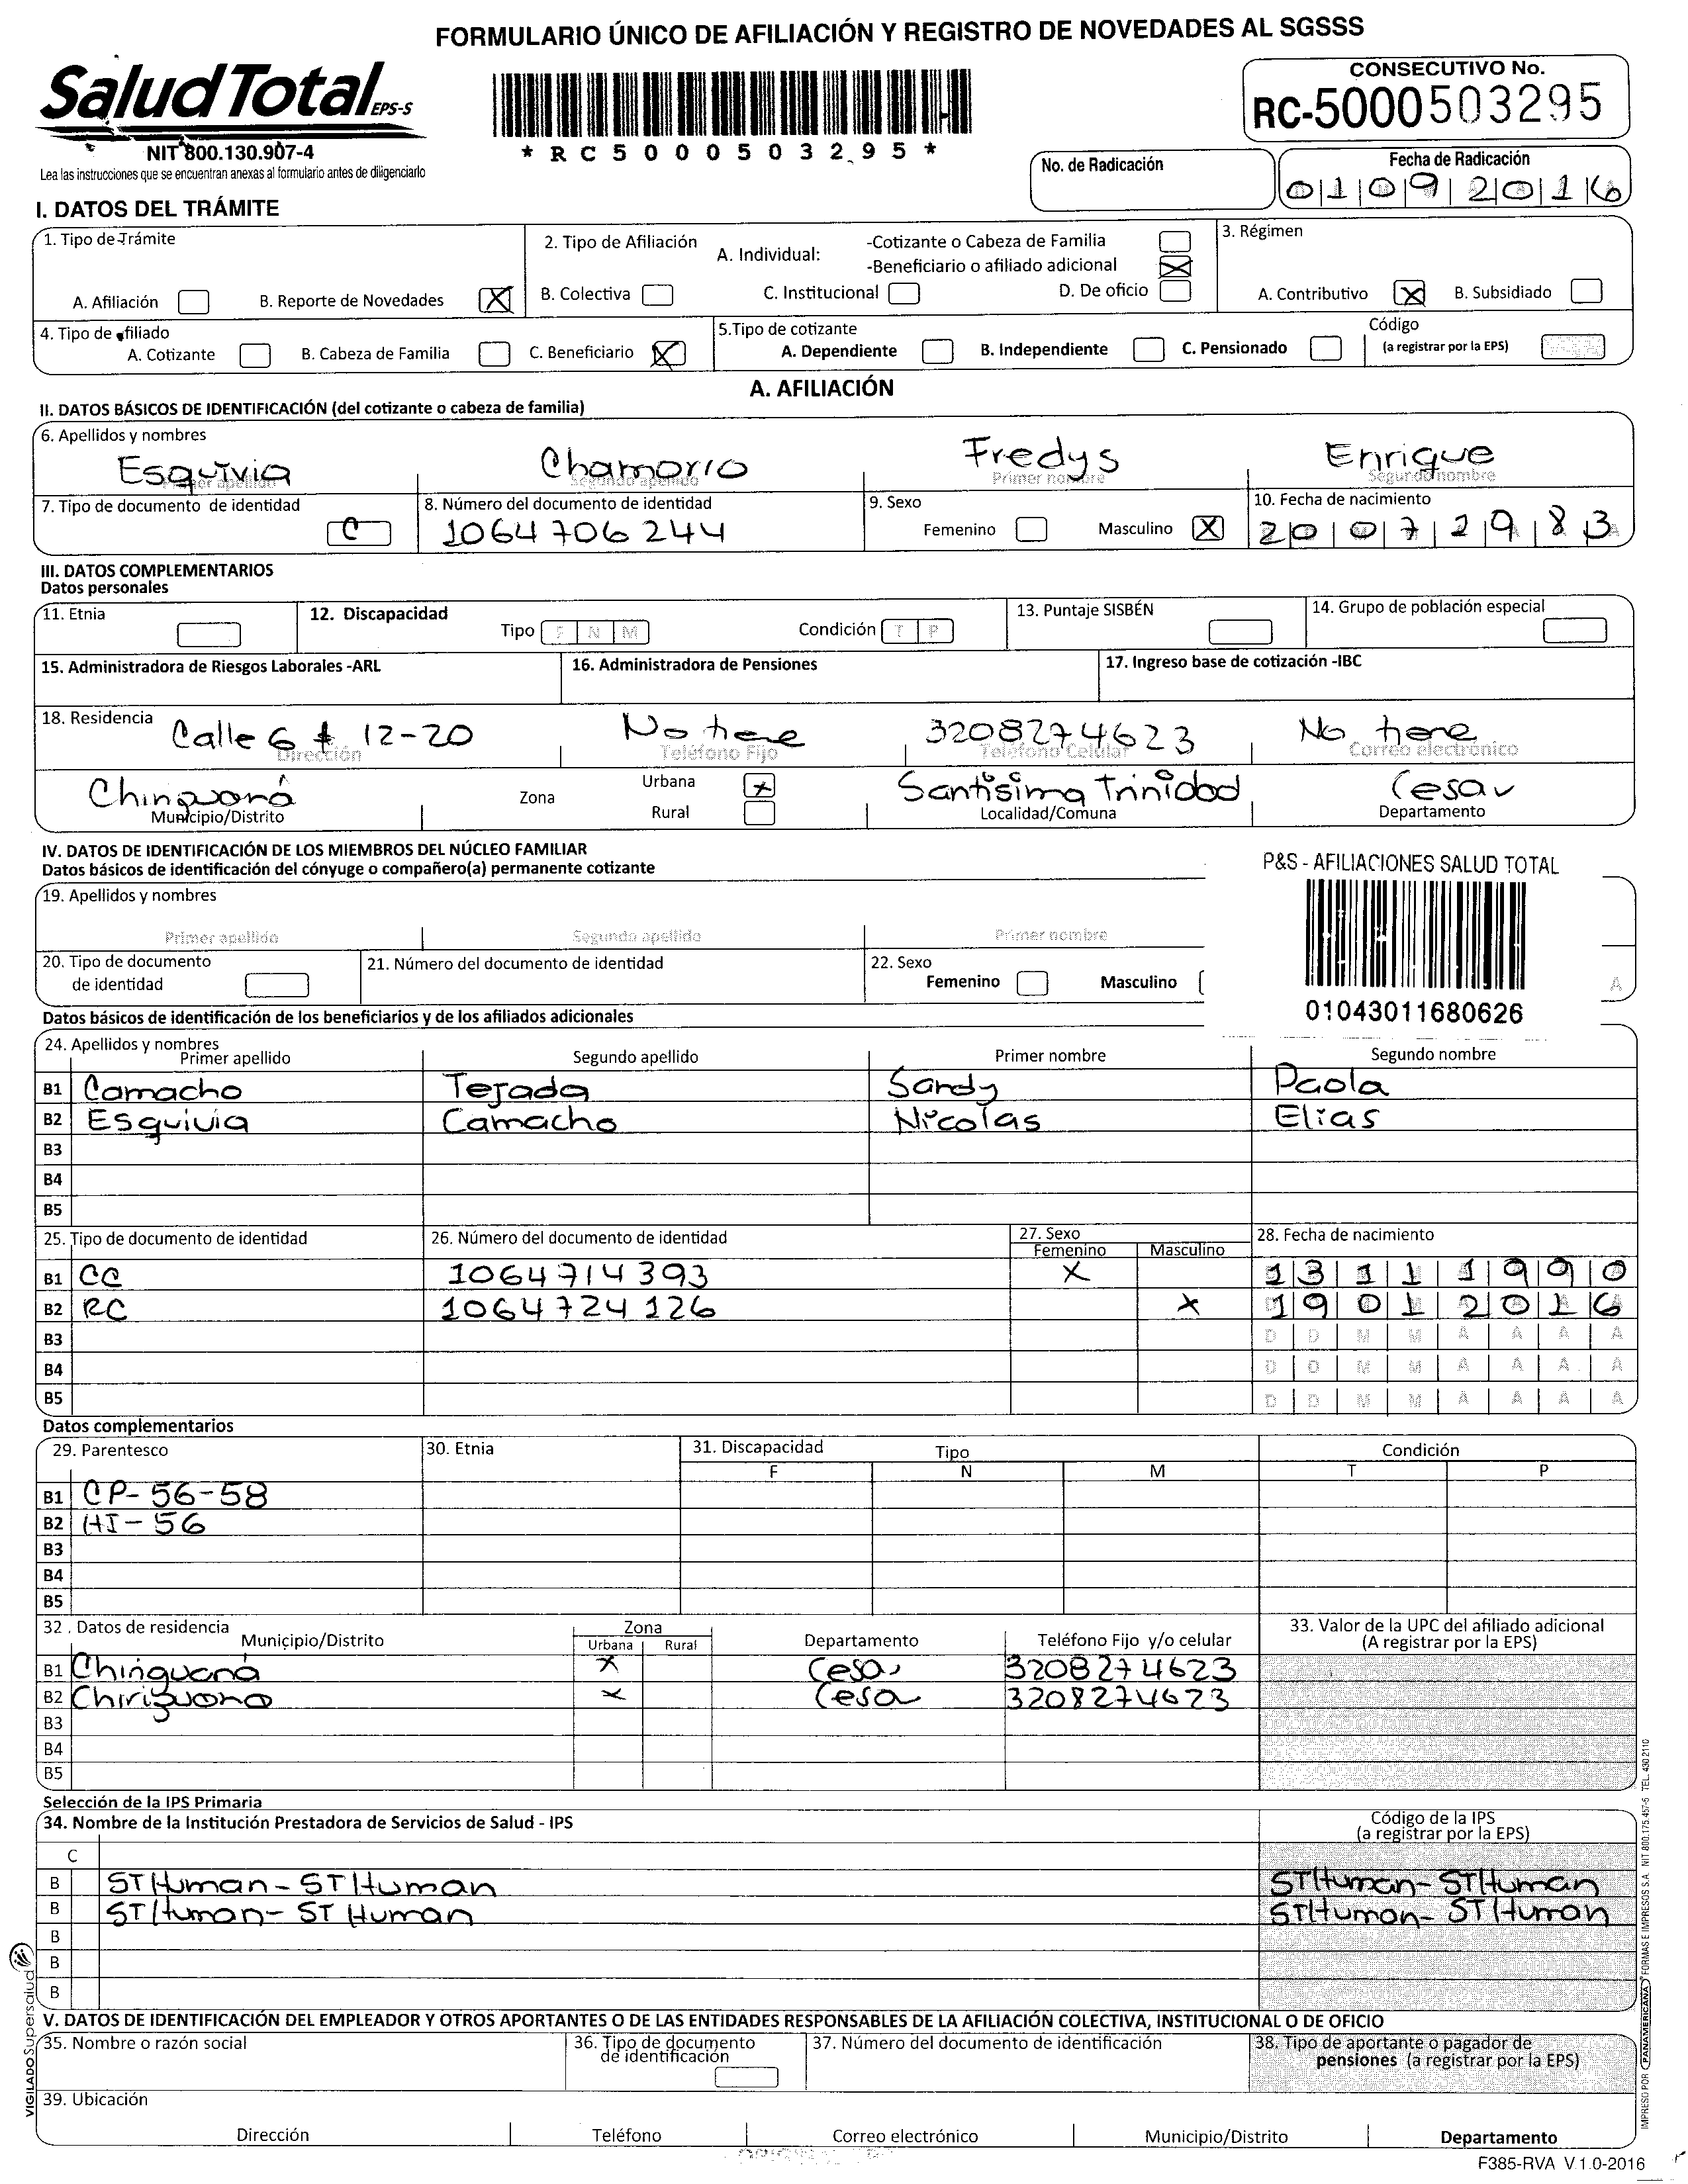 FORMULARIO ÚNICO DE AFILIACIÓN Y REGISTRO DE NOVEDADES AL SGSSS
SaludTotal EPS-S
NIT 800.130.907-4
Lea las instrucciones que se encuentran anexas al formulario antes de diligenciarlo
*RC5000503295*
CONSECUTIVO No.
RC-5000503295
No. de Radicación
Fecha de Radicación
01092016
I. DATOS DEL TRÁMITE
1. Tipo de Trámite
A. Afiliación B. Reporte de Novedades X
2. Tipo de Afiliación A. Individual: -Cotizante o Cabeza de Familia
-Beneficiario o afiliado adicional X
B. Colectiva C. Institucional D. De oficio
3. Régimen
A. Contributivo X B. Subsidiado
4. Tipo de afiliado
A. Cotizante B. Cabeza de Familia C. Beneficiario X
5.Tipo de cotizante
A. Dependiente B. Independiente C. Pensionado
Código
(a registrar por la EPS)
A. AFILIACIÓN
II. DATOS BÁSICOS DE IDENTIFICACIÓN (del cotizante o cabeza de familia)
6. Apellidos y nombres
Esquivia Chamorro Fredys Enrique
Primer apellido Segundo apellido Primer nombre Segundo nombre
7. Tipo de documento de identidad C
8. Número del documento de identidad
1064706244
9. Sexo
Femenino Masculino X
10. Fecha de nacimiento
20072983
III. DATOS COMPLEMENTARIOS
Datos personales
11. Etnia
12. Discapacidad Tipo F N M Condición T P
13. Puntaje SISBÉN
14. Grupo de población especial
15. Administradora de Riesgos Laborales -ARL
16. Administradora de Pensiones
17. Ingreso base de cotización -IBC
18. Residencia
Calle 6 # 12-20 No tiene 3208274623 No tiene
Dirección Teléfono Fijo Teléfono Celular Correo electrónico
Chiriguaná Zona Urbana X Rural Santisima Trinidad Cesar
Municipio/Distrito Localidad/Comuna Departamento
IV. DATOS DE IDENTIFICACIÓN DE LOS MIEMBROS DEL NÚCLEO FAMILIAR
Datos básicos de identificación del cónyuge o compañero(a) permanente cotizante
P&S - AFILIACIONES SALUD TOTAL
01043011680626
19. Apellidos y nombres
Primer apellido Segundo apellido Primer nombre
20. Tipo de documento
de identidad
21. Número del documento de identidad
22. Sexo
Femenino Masculino
A
Datos básicos de identificación de los beneficiarios y de los afiliados adicionales
24. Apellidos y nombres
Primer apellido Segundo apellido Primer nombre Segundo nombre
B1 Camacho Tejada Sandy Paola
B2 Esquivia Camacho Nicolas Elias
B3
B4
B5
25. Tipo de documento de identidad 26. Número del documento de identidad 27. Sexo 28. Fecha de nacimiento
Femenino Masculino
B1 CC 1064714393 X 13111990
B2 RC 1064724126 X 19012016
B3 D D M M A A A A
B4 D D M M A A A A
B5 D D M M A A A A
Datos complementarios
29. Parentesco 30. Etnia 31. Discapacidad Tipo Condición
F N M T P
B1 CP-56-58
B2 HI-56
B3
B4
B5
32. Datos de residencia
Municipio/Distrito Zona Departamento Teléfono Fijo y/o celular
Urbana Rural
33. Valor de la UPC del afiliado adicional
(A registrar por la EPS)
B1 Chiriguaná X Cesar 3208274623
B2 Chiriguana X Cesar 3208274623
B3
B4
B5
Selección de la IPS Primaria
34. Nombre de la Institución Prestadora de Servicios de Salud - IPS
Código de la IPS
(a registrar por la EPS)
C
B STHuman-STHuman STHuman-STHuman
B STHuman-ST Human STHuman-STHuman
B
B
B
V. DATOS DE IDENTIFICACIÓN DEL EMPLEADOR Y OTROS APORTANTES O DE LAS ENTIDADES RESPONSABLES DE LA AFILIACIÓN COLECTIVA, INSTITUCIONAL O DE OFICIO
35. Nombre o razón social
36. Tipo de documento
de identificación
37. Número del documento de identificación
38. Tipo de aportante o pagador de
pensiones (a registrar por la EPS)
39. Ubicación
Dirección Teléfono Correo electrónico Municipio/Distrito Departamento
F385-RVA V.1.0-2016
VIGILADO Supersalud
IMPRESO POR PANAMERICANA FORMAS E IMPRESOS S.A. NIT 800.175.457-5 TEL. 430 2110